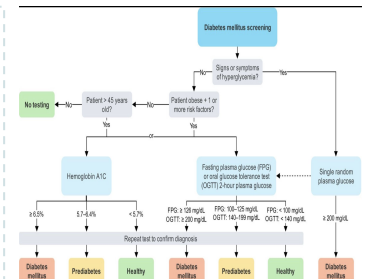 Diabetes mellitus screening
Signs or symptoms
of hyperglycemia?
No
Yes
Patient > 45 years
old?
Patient obese + 1 or
more risk factors?
No testing
No
No
Yes
Yes
or
Hemoglobin A1C
Fasting plasma glucose (FPG)
or oral glucose tolerance test
(OGTT) 2-hour plasma glucose
Single random
plasma glucose
≥ 6.5%
5.7–6.4%
< 5.7%
FPG: ≥ 126 mg/dL
OGTT: ≥ 200 mg/dL
FPG: 100–125 mg/dL
OGTT: 140–199 mg/dL
FPG: < 100 mg/dL
OGTT: < 140 mg/dL
≥ 200 mg/dL
Repeat test to confirm diagnosis
Diabetes
mellitus
Prediabetes
Healthy
Diabetes
mellitus
Prediabetes
Healthy
Diabetes
mellitus